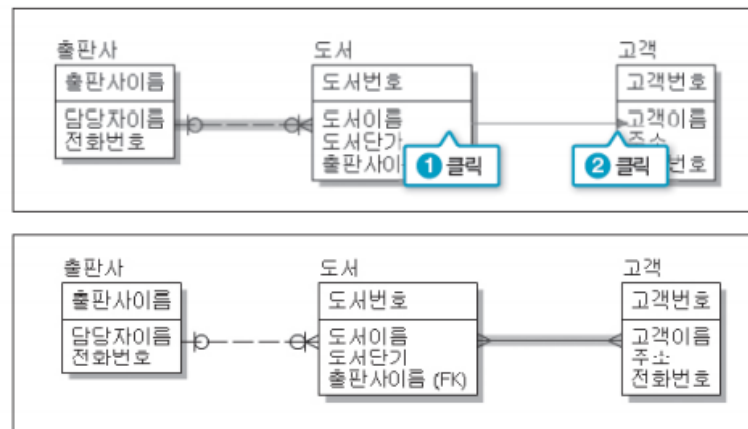 출판사
도서
고객
출판사이름
도서번호
고객번호
담당자이름
전화번호
도서이름
도서단가
출판사이
고객이름
주소
번호
1 클릭
2 클릭
출판사
도서
고객
출판사이름
도서번호
고객번호
담당자이름
전화번호
도서이름
도서단기
출판사이름 (FK)
고객이름
주소
전화번호